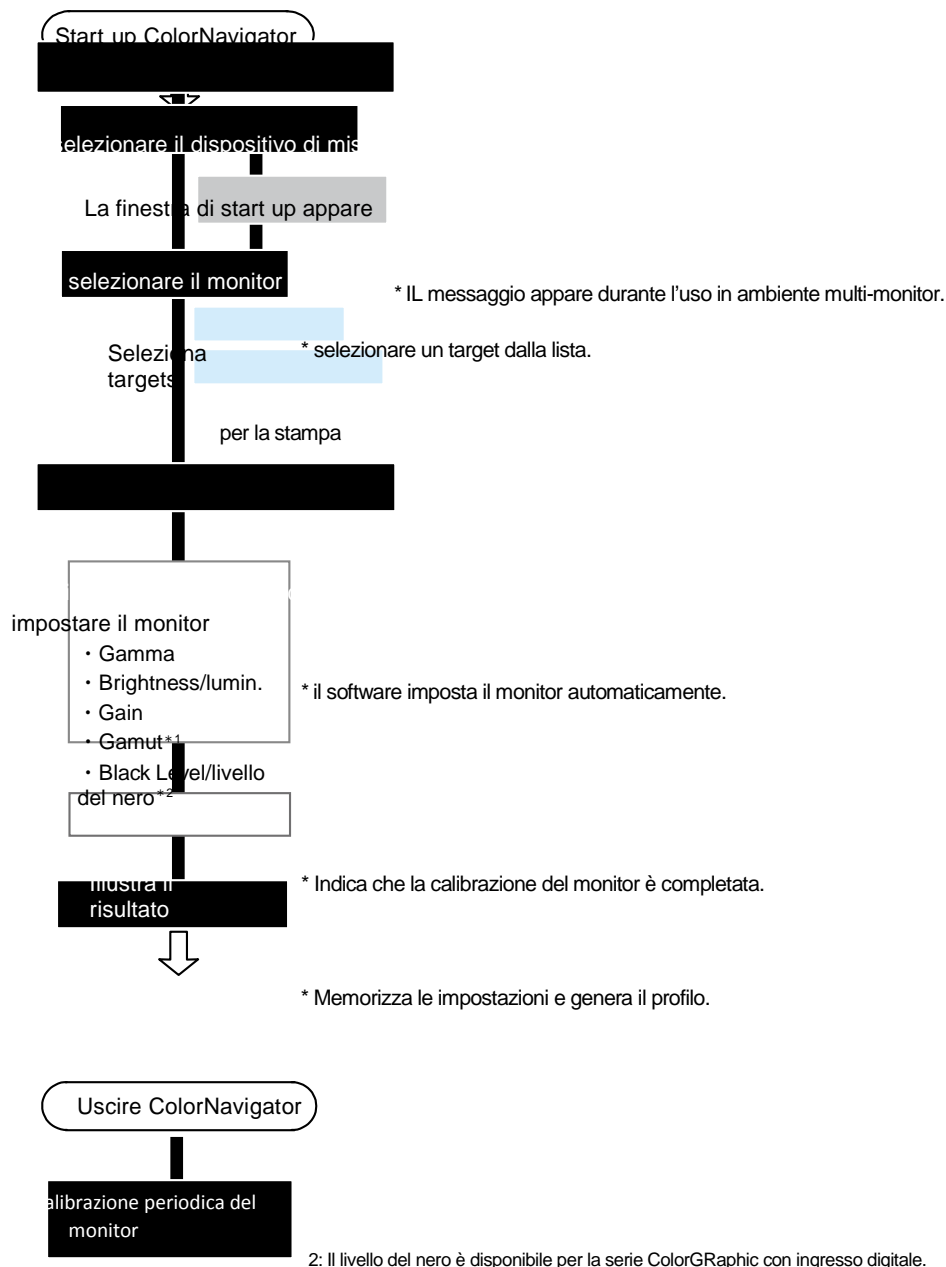 Start up ColorNavigator
selezionare il dispositivo di mis
La finestra di start up appare
selezionare il monitor
* IL messaggio appare durante l'uso in ambiente multi-monitor.
Seleziona
targets
* selezionare un target dalla lista.
per la stampa
impostare il monitor
・Gamma
・Brightness/lumin.
・Gain
・Gamut*1
・Black Level/livello
del nero*2
* il software imposta il monitor automaticamente.
Illustra il
risultato
* Indica che la calibrazione del monitor è completata.
* Memorizza le impostazioni e genera il profilo.
Uscire ColorNavigator
alibrazione periodica del
monitor
2: Il livello del nero è disponibile per la serie ColorGRaphic con ingresso digitale.